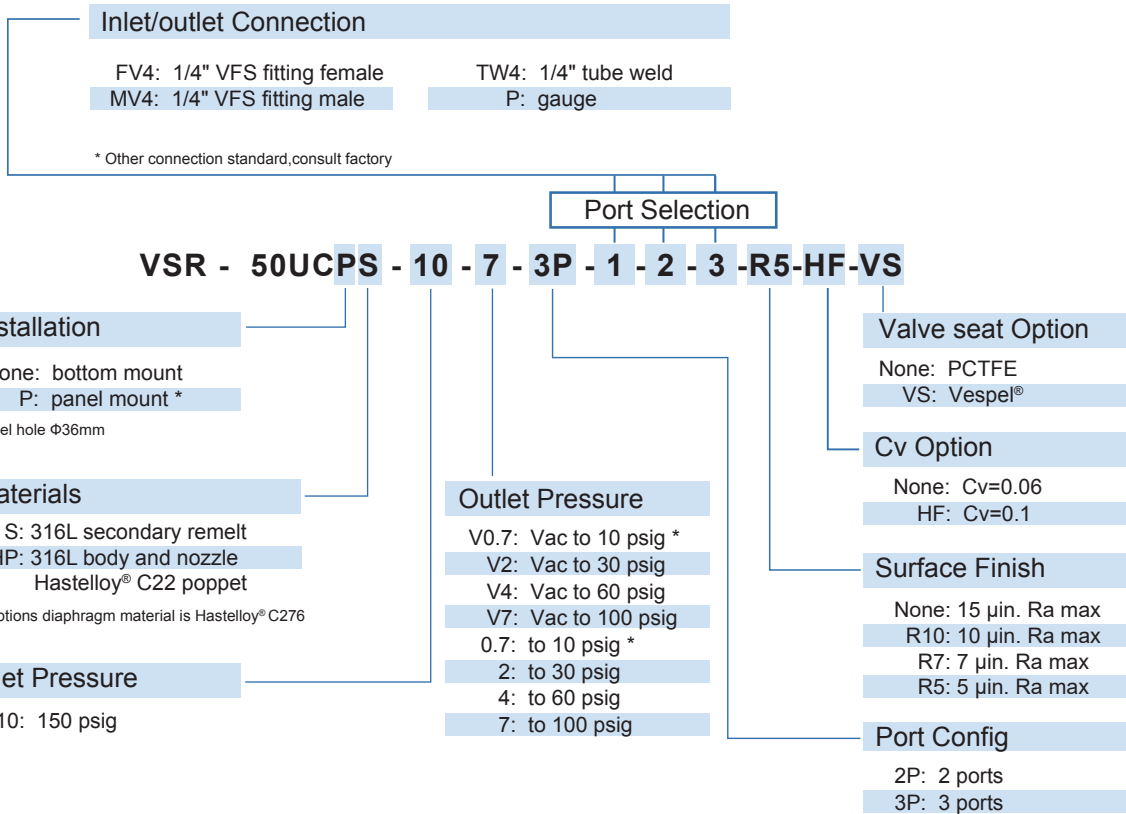 Inlet/outlet Connection
FV4: 1/4" VFS fitting female
MV4: 1/4" VFS fitting male
TW4: 1/4" tube weld
P: gauge
* Other connection standard,consult factory
Port Selection
VSR - 50UCPS - 10 - 7 - 3P - 1 - 2 - 3 -R5-HF-VS
stallation
one: bottom mount
P: panel mount *
el hole Φ36mm
aterials
S: 316L secondary remelt
HP: 316L body and nozzle
Hastelloy® C22 poppet
otions diaphragm material is Hastelloy® C276
et Pressure
10: 150 psig
Outlet Pressure
V0.7: Vac to 10 psig *
V2: Vac to 30 psig
V4: Vac to 60 psig
V7: Vac to 100 psig
0.7: to 10 psig *
2: to 30 psig
4: to 60 psig
7: to 100 psig
Valve seat Option
None: PCTFE
VS: Vespel®
Cv Option
None: Cv=0.06
HF: Cv=0.1
Surface Finish
None: 15 µin. Ra max
R10: 10 µin. Ra max
R7: 7 µin. Ra max
R5: 5 µin. Ra max
Port Config
2P: 2 ports
3P: 3 ports